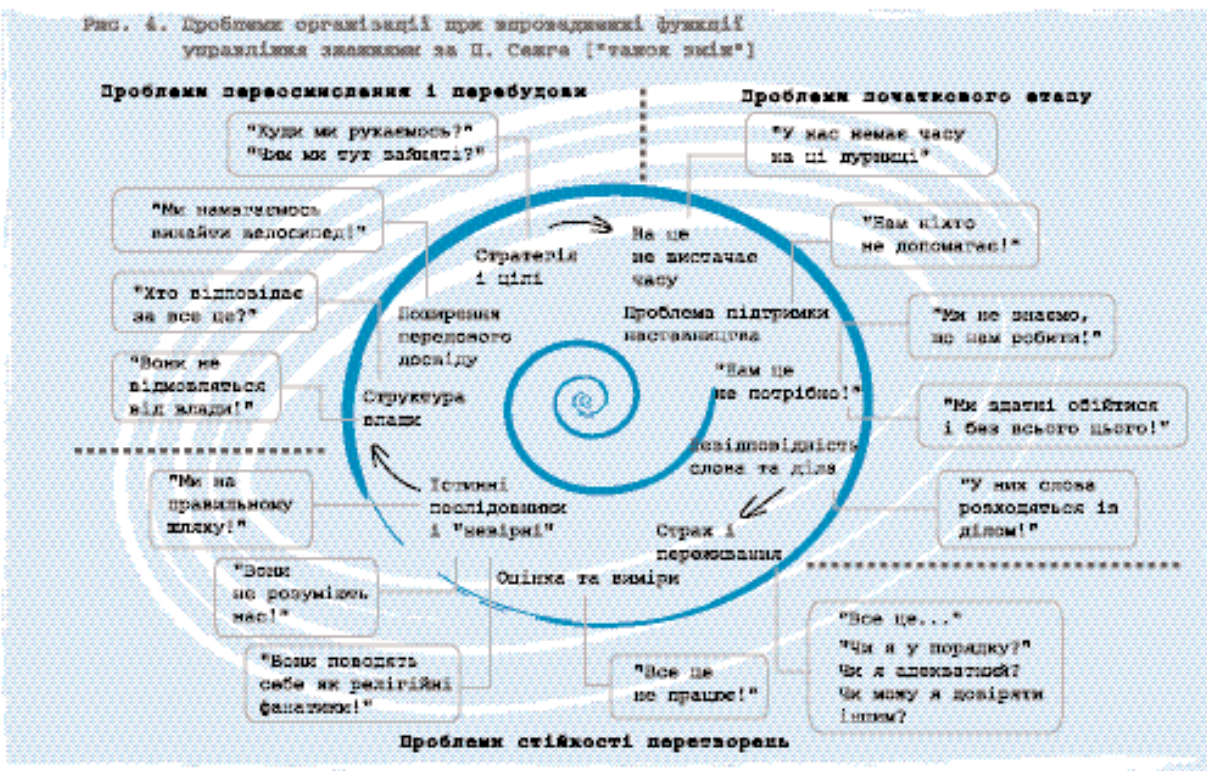 Рис. 4. Проблеми організації при впровадженні функції
управління знаннями за П. Сенге ["танок змін"]
Проблеми переосмислення і перебудови
Проблеми початкового етапу
"Куди ми рухаємось?"
"Чим ми тут зайняті?"
"У нас немає часу
на ці дурниці"
"Ми намагаємось
винайти велосипед!"
"Нам ніхто
не допомагає!"
Стратегія
і цілі
На це
не вистачає
часу
"Хто відповідає
за все це?"
Поширення
передового
досвіду
Проблема підтримки
наставництва
"Ми не знаємо,
що нам робити!"
"Вони не
відмовляться
від влади!"
Структура
влади
"Нам це
не потрібно!"
"Ми здатні обійтися
і без всього цього!"
Невідповідність
слова та діла
"Ми на
правильному
шляху!"
Істинні
послідовники
і "невірні"
Страх і
переживання
"У них слова
розходяться із
ділом!"
Оцінка та виміри
"Вони
не розуміють
нас!"
"Вони поводять
себе як релігійні
фанатики!"
"Все це
не працює!"
"Все це..."
"Чи я у порядку?"
Чи я адекватний?
Чи можу я довіряти
іншим?
Проблеми стійкості перетворень